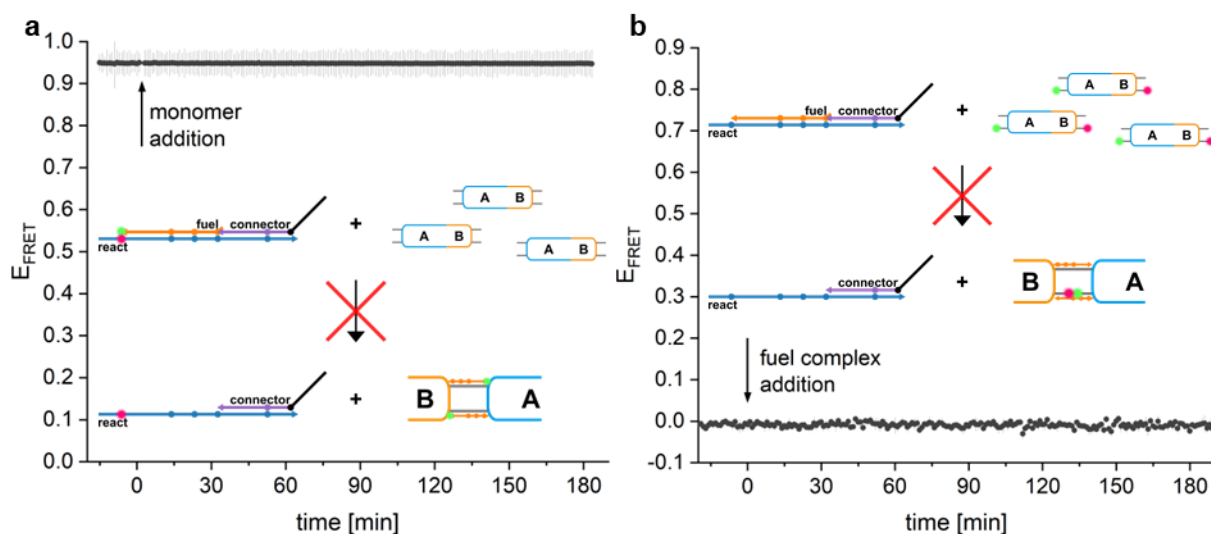 a
1.0
0.9
0.8
0.7
0.6
0.5
0.4
0.3
0.2
0.1
0.0
E_FRET
monomer
addition
fuel
connector
react
+
A B
A B
A B
connector
react
+
B A
0 30 60 90 120 150 180
time [min]
b
0.9
0.8
0.7
0.6
0.5
0.4
0.3
0.2
0.1
0.0
-0.1
E_FRET
fuel
connector
react
+
A B
A B
A B
connector
react
+
B A
fuel complex
addition
0 30 60 90 120 150 180
time [min]